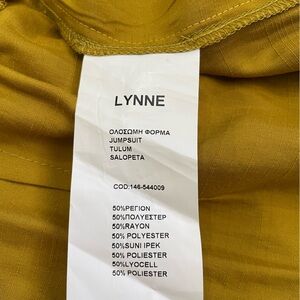 LYNNE
ΟΛΟΣΩΜΗ ΦΟΡΜΑ
JUMPSUIT
TULUM
SALOPETA
COD:146-544009
50%ΡΕΓΙΟΝ
50%ΠΟΛΥΕΣΤΕΡ
50%RAYON
50% POLYESTER
50%SUNI IPEK
50% POLIESTER
50%LYOCELL
50% POLIESTER